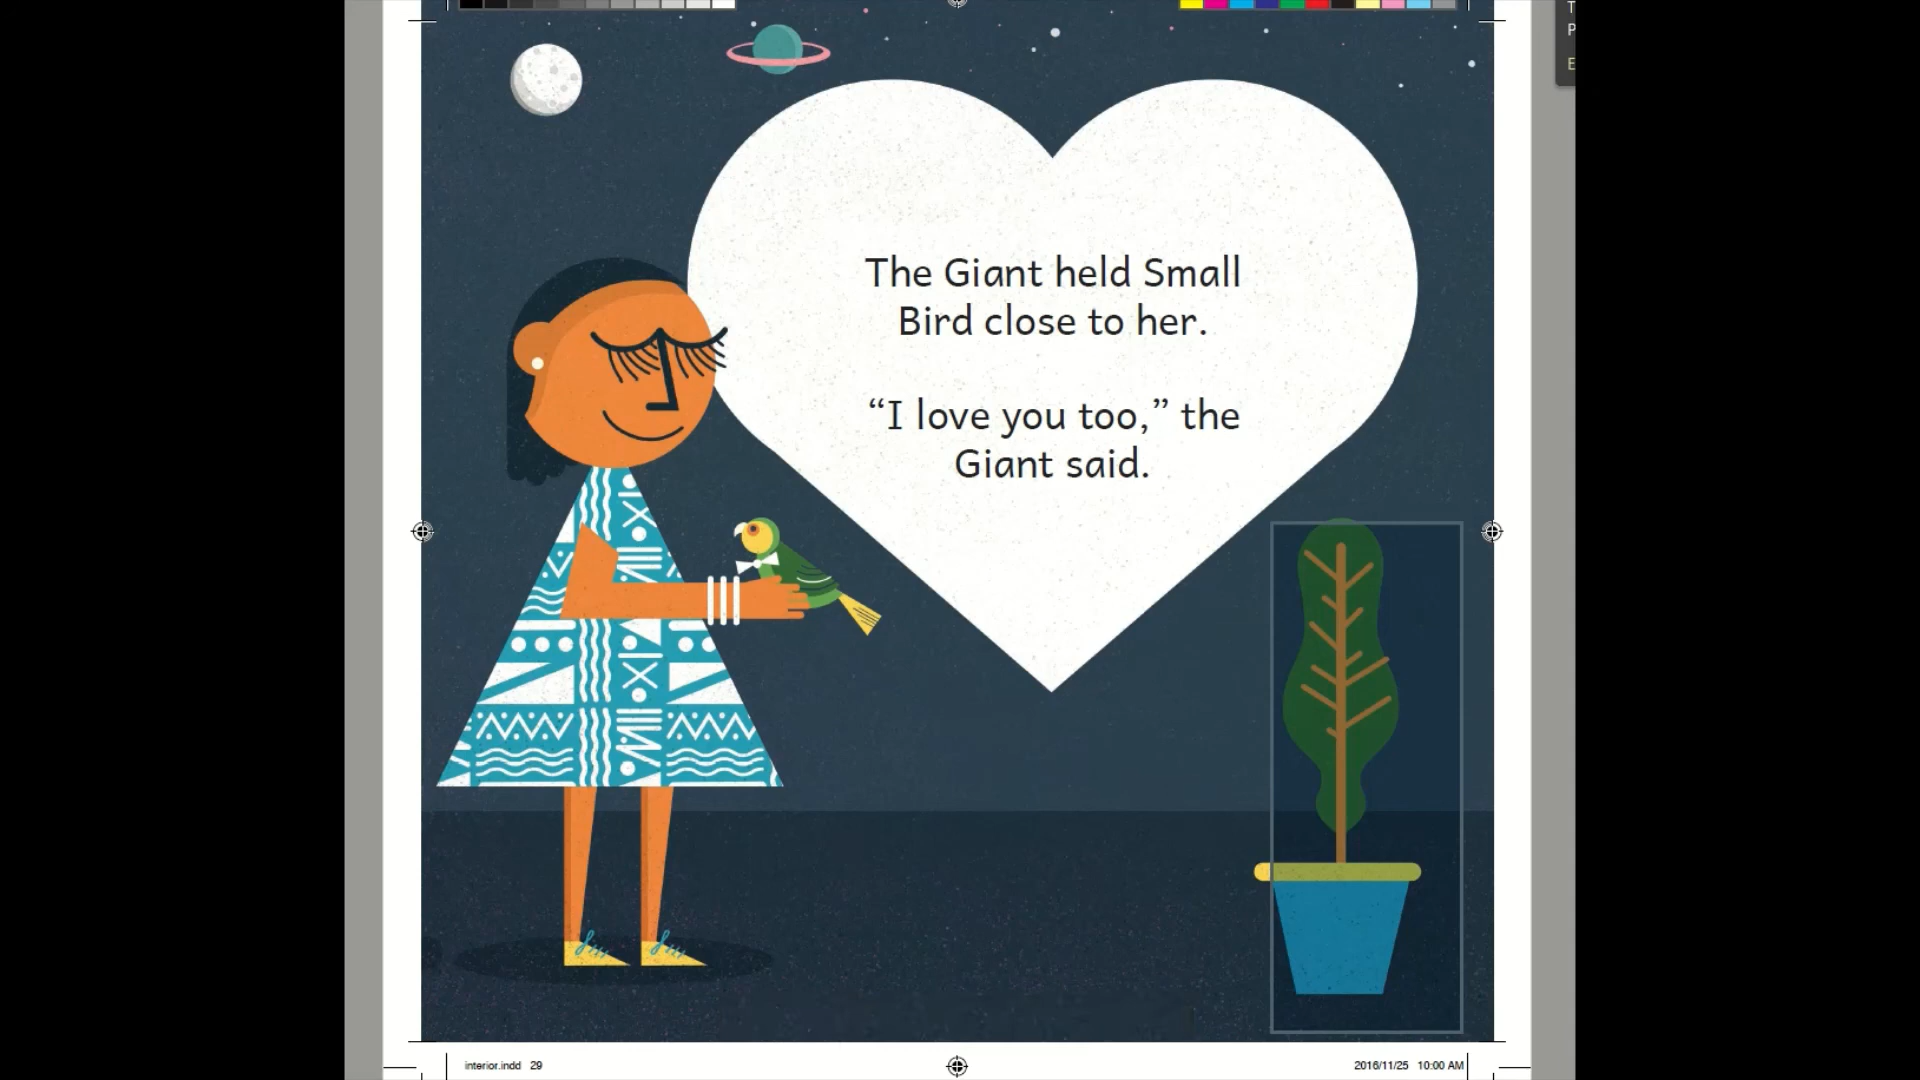 The Giant held Small
Bird close to her.
“I love you too,” the
Giant said.
interior.indd 29
2016/11/25 10:00 AM